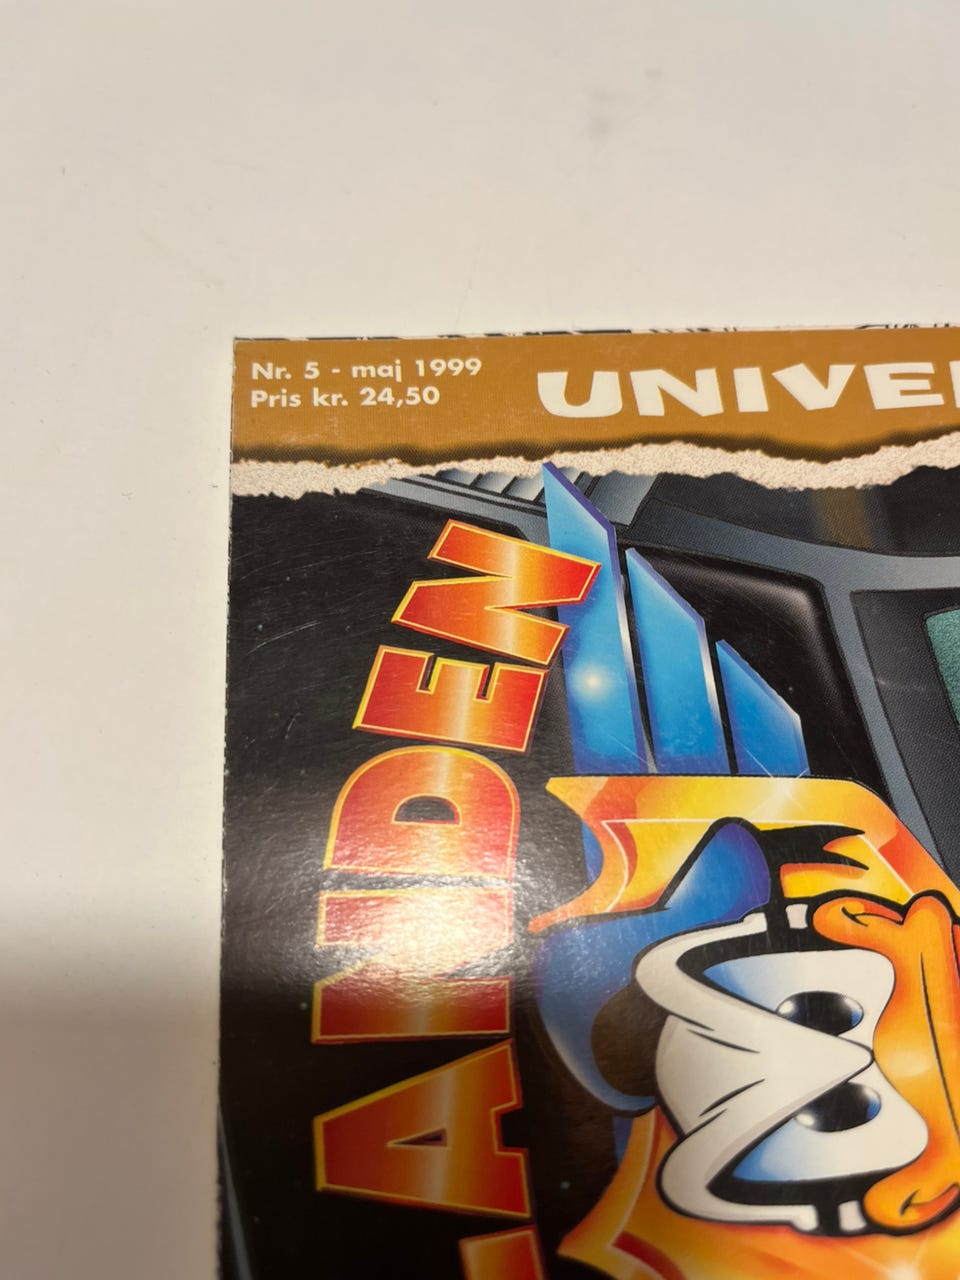 Nr. 5 - maj 1999
Pris kr. 24,50
UNIVE
ANDEN